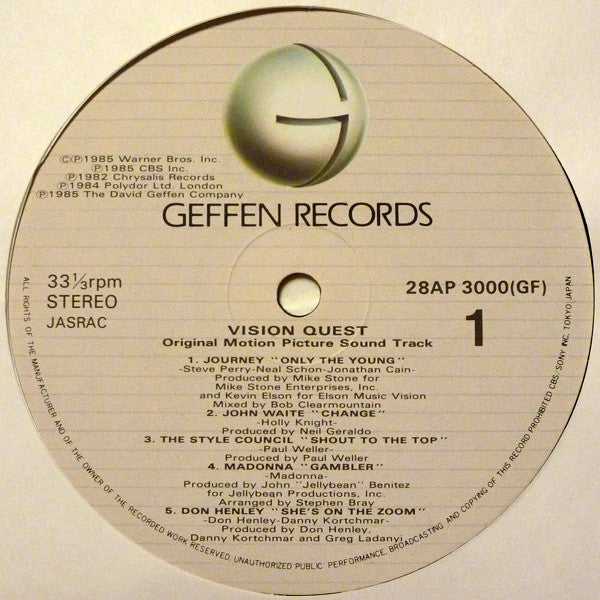 ©℗1985 Warner Bros. Inc.
℗1985 CBS Inc.
℗1982 Chrysalis Records
℗1984 Polydor Ltd. London
℗1985 The David Geffen Company
GEFFEN RECORDS
33⅓rpm
STEREO
JASRAC
28AP 3000(GF)
1
VISION QUEST
Original Motion Picture Sound Track
1. JOURNEY "ONLY THE YOUNG"
-Steve Perry-Neal Schon-Jonathan Cain-
Produced by Mike Stone for
Mike Stone Enterprises, Inc.
and Kevin Elson for Elson Music Vision
Mixed by Bob Clearmountain
2. JOHN WAITE "CHANGE"
-Holly Knight-
Produced by Neil Geraldo
3. THE STYLE COUNCIL "SHOUT TO THE TOP"
-Paul Weller-
Produced by Paul Weller
4. MADONNA "GAMBLER"
-Madonna-
Produced by John "Jellybean" Benitez
for Jellybean Productions, Inc.
Arranged by Stephen Bray
5. DON HENLEY "SHE'S ON THE ZOOM"
-Don Henley-Danny Kortchmar-
Produced by Don Henley,
Danny Kortchmar and Greg Ladanyi
ALL RIGHTS OF THE MANUFACTURER AND OF THE OWNER OF THE RECORDED WORK RESERVED. UNAUTHORIZED PUBLIC PERFORMANCE, BROADCASTING AND COPYING OF THIS RECORD PROHIBITED CBS/SONY INC. TOKYO JAPAN